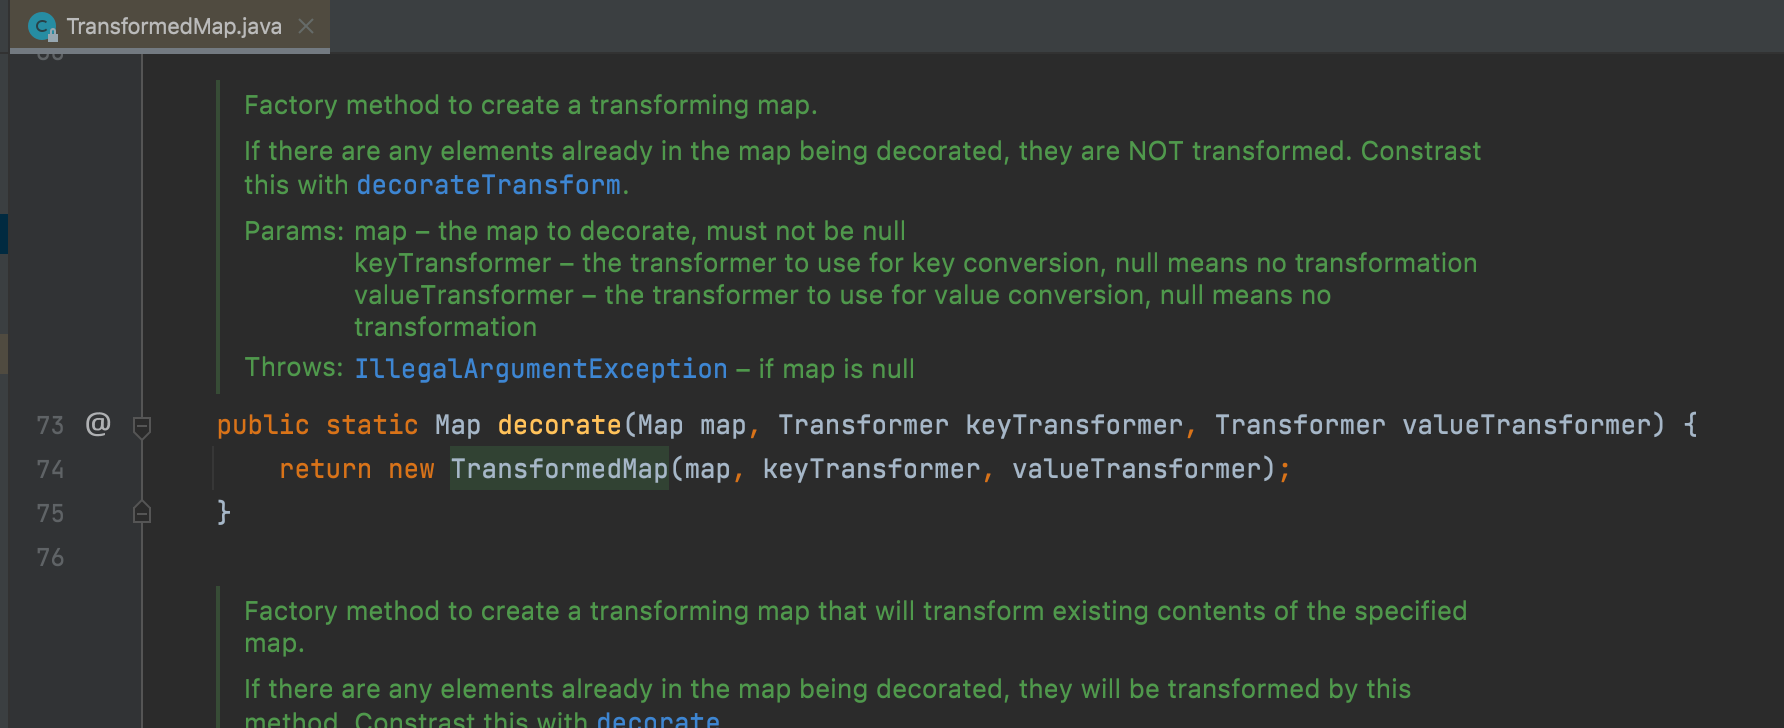 TransformedMap.java
Factory method to create a transforming map.
If there are any elements already in the map being decorated, they are NOT transformed. Constrast
this with decorateTransform.
Params: map – the map to decorate, must not be null
keyTransformer – the transformer to use for key conversion, null means no transformation
valueTransformer – the transformer to use for value conversion, null means no
transformation
Throws: IllegalArgumentException – if map is null
73 @ public static Map decorate(Map map, Transformer keyTransformer, Transformer valueTransformer) {
74 return new TransformedMap(map, keyTransformer, valueTransformer);
75 }
76
Factory method to create a transforming map that will transform existing contents of the specified
map.
If there are any elements already in the map being decorated, they will be transformed by this
method. Constrast this with decorate